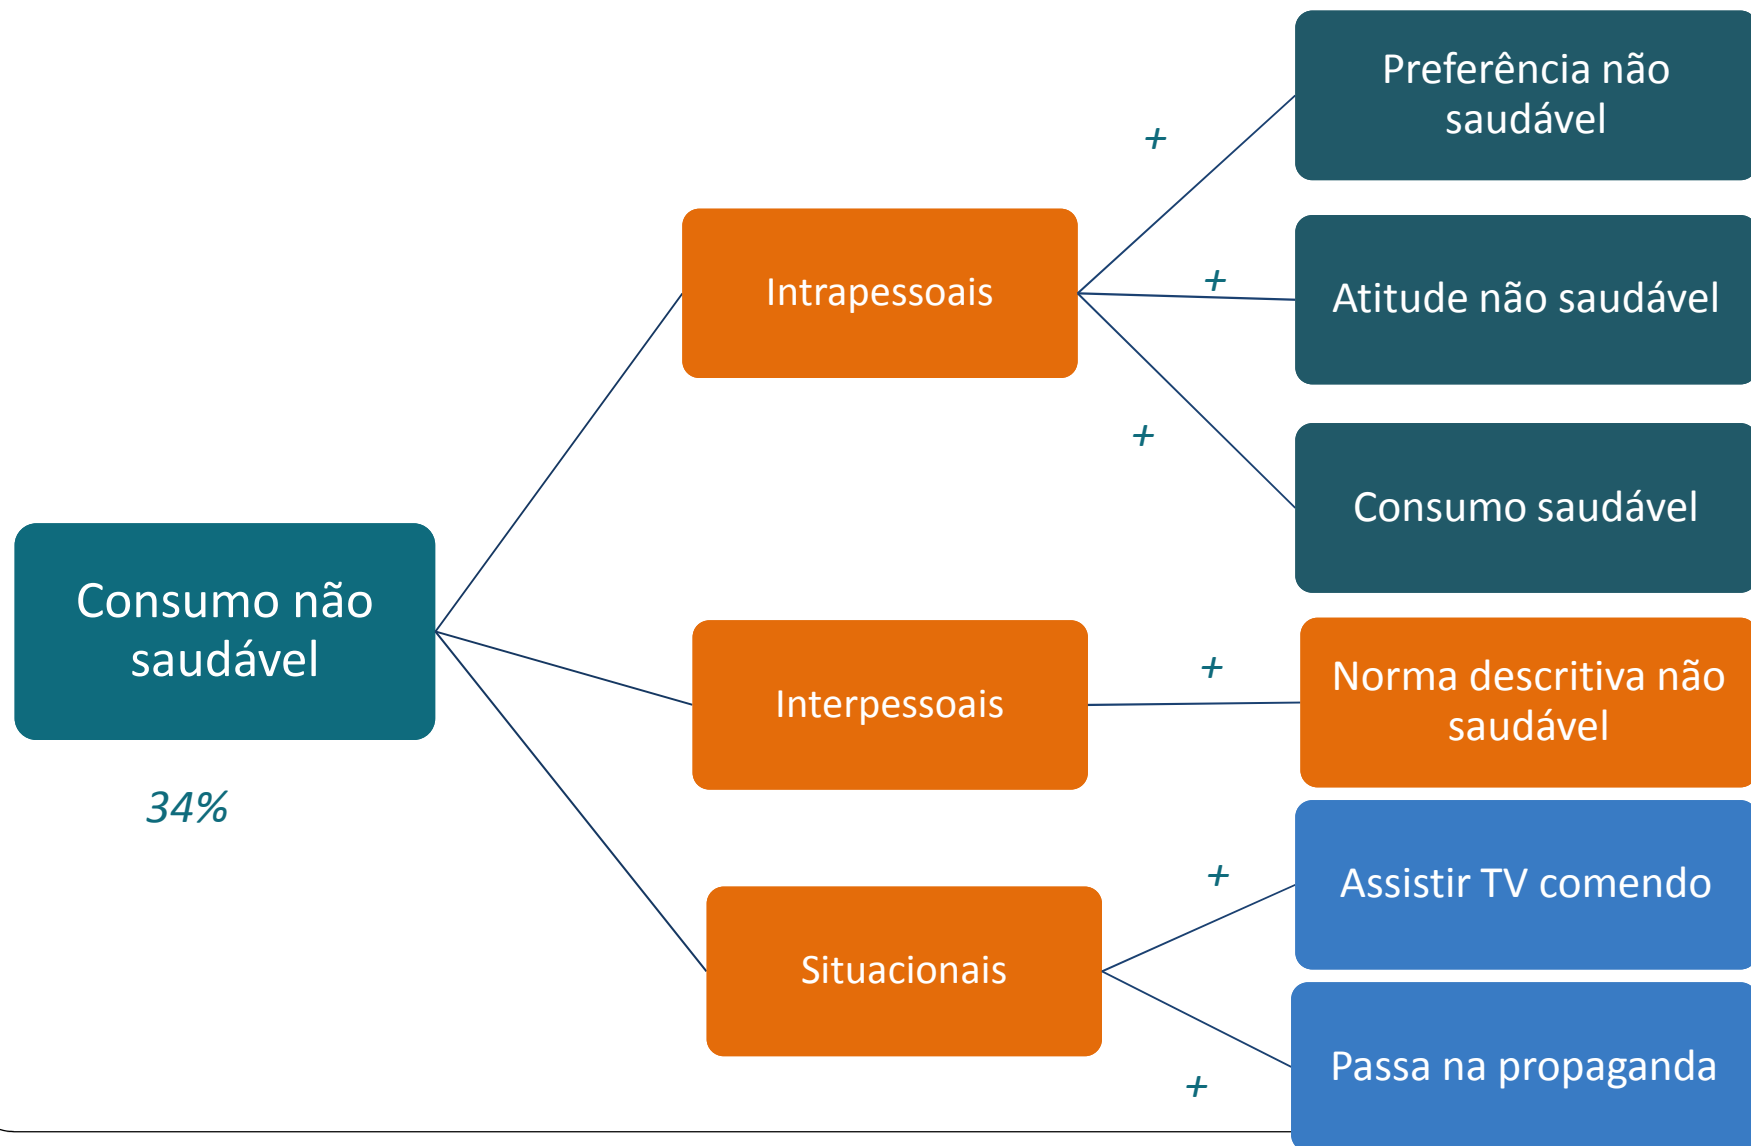 Preferência não
saudável
+
Intrapessoais
+
Atitude não saudável
+
Consumo saudável
Consumo não
saudável
34%
Interpessoais
+
Norma descritiva não
saudável
Situacionais
+
Assistir TV comendo
+
Passa na propaganda